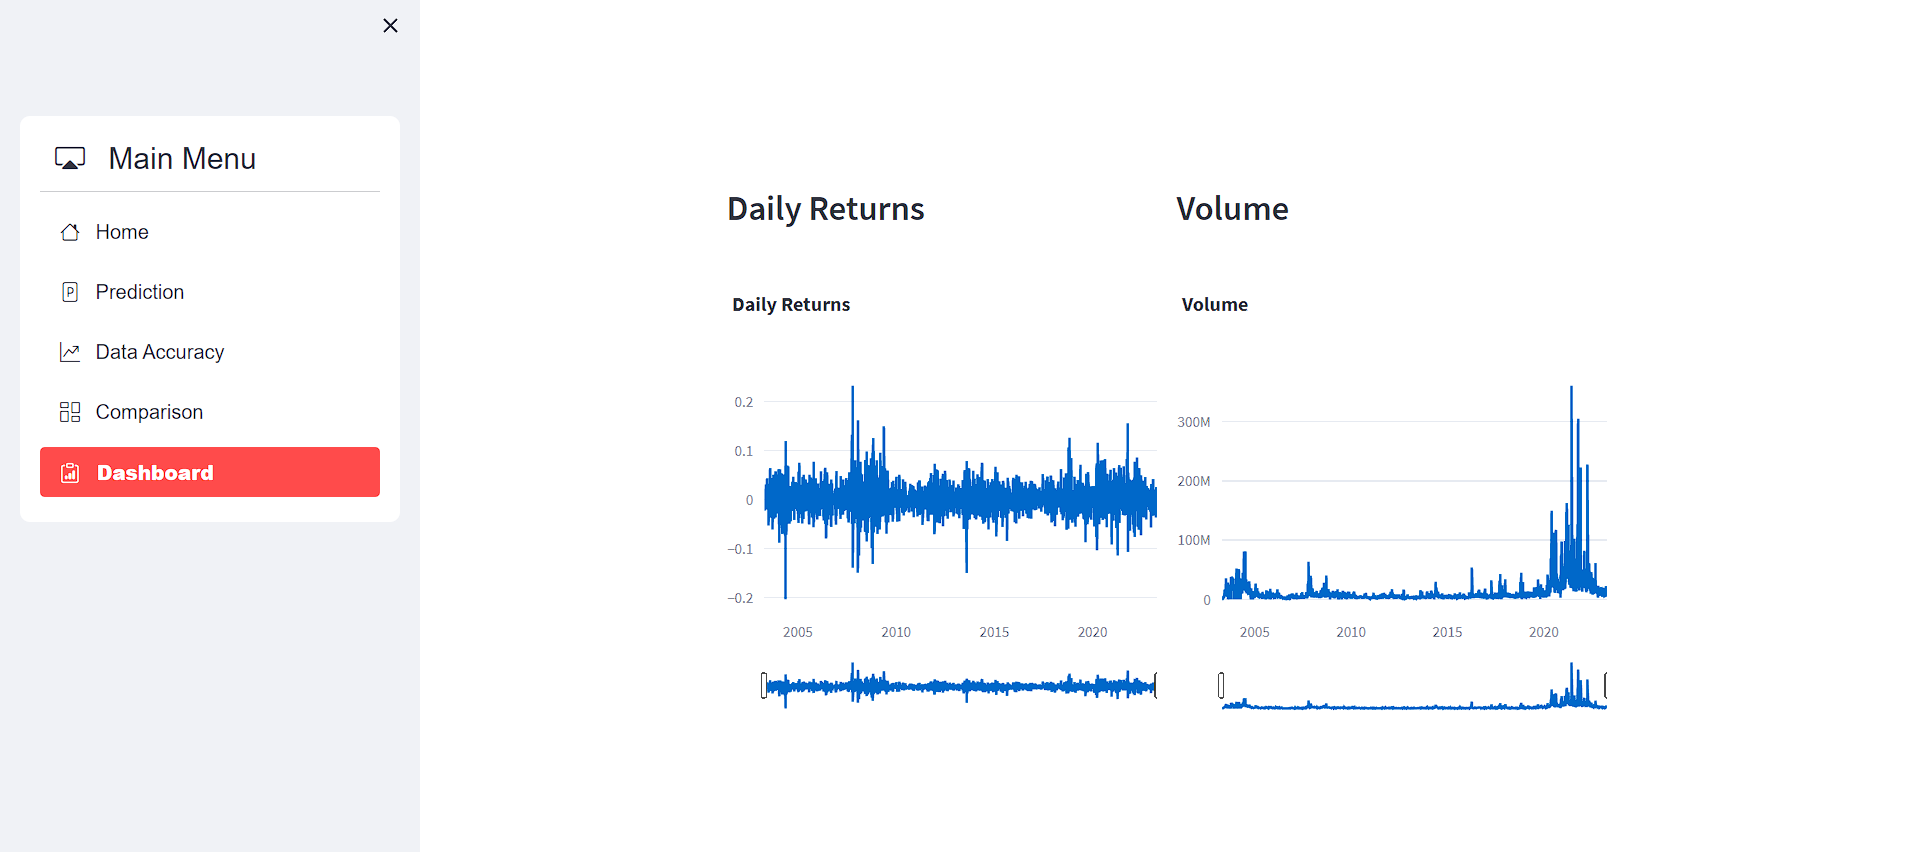 Main Menu
Home
P
Prediction
Data Accuracy
Comparison
Dashboard
Daily Returns
Volume
Daily Returns
0.2
0.1
0
−0.1
−0.2
2005 2010 2015 2020
Volume
300M
200M
100M
0
2005 2010 2015 2020